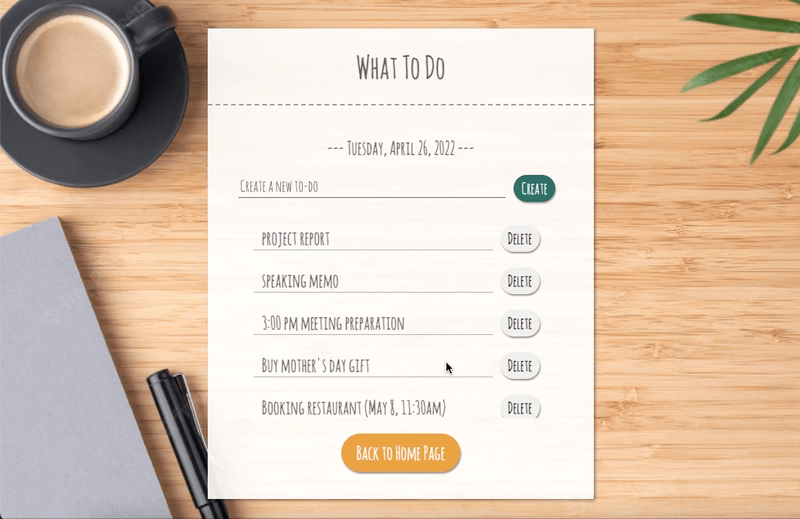 What To Do
--- Tuesday, April 26, 2022 ---
Create a new to-do
Create
project report
Delete
speaking memo
Delete
3:00 pm meeting preparation
Delete
Buy mother's day gift
Delete
Booking restaurant (May 8, 11:30am)
Delete
Back to Home Page